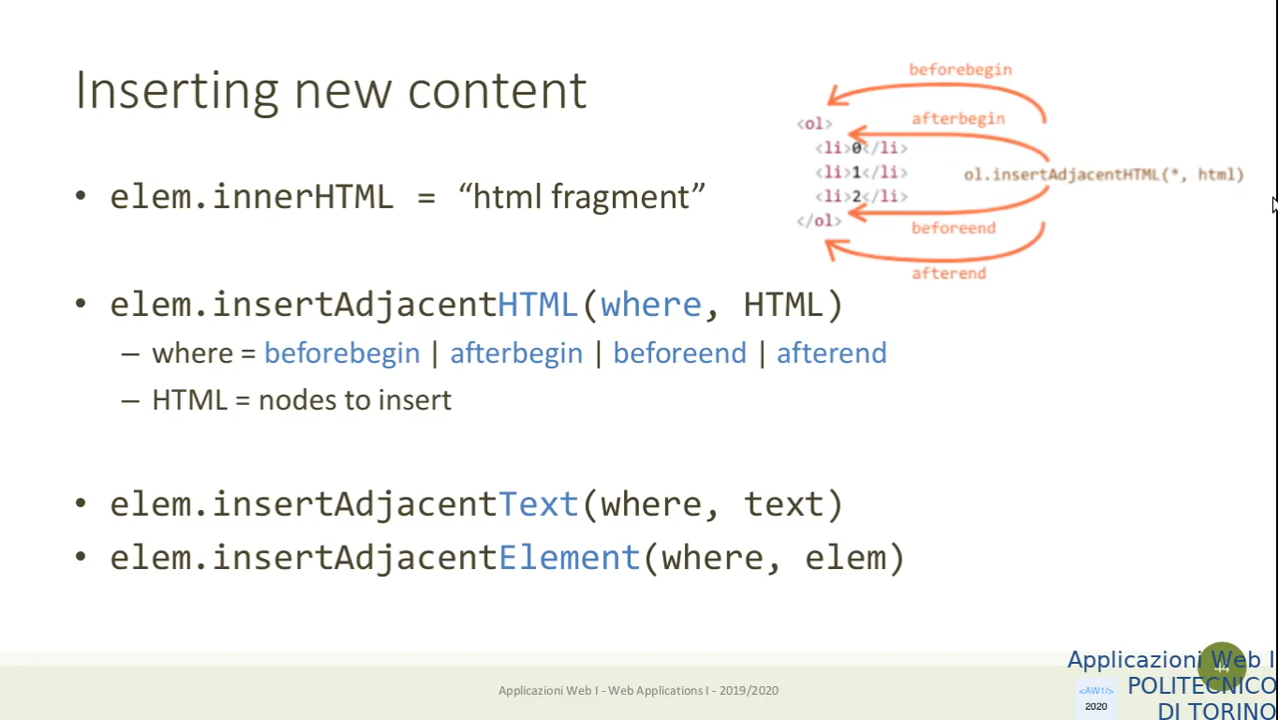 Inserting new content
beforebegin
<ol>
afterbegin
<li>0</li>
<li>1</li>
ol.insertAdjacentHTML(*, html)
<li>2</li>
</ol>
beforeend
afterend
• elem.innerHTML = “html fragment”
• elem.insertAdjacentHTML(where, HTML)
– where = beforebegin | afterbegin | beforeend | afterend
– HTML = nodes to insert
• elem.insertAdjacentText(where, text)
• elem.insertAdjacentElement(where, elem)
Applicazioni Web I - Web Applications I - 2019/2020
44
Applicazioni Web I
POLITECNICO
DI TORINO
<AW1/>
2020